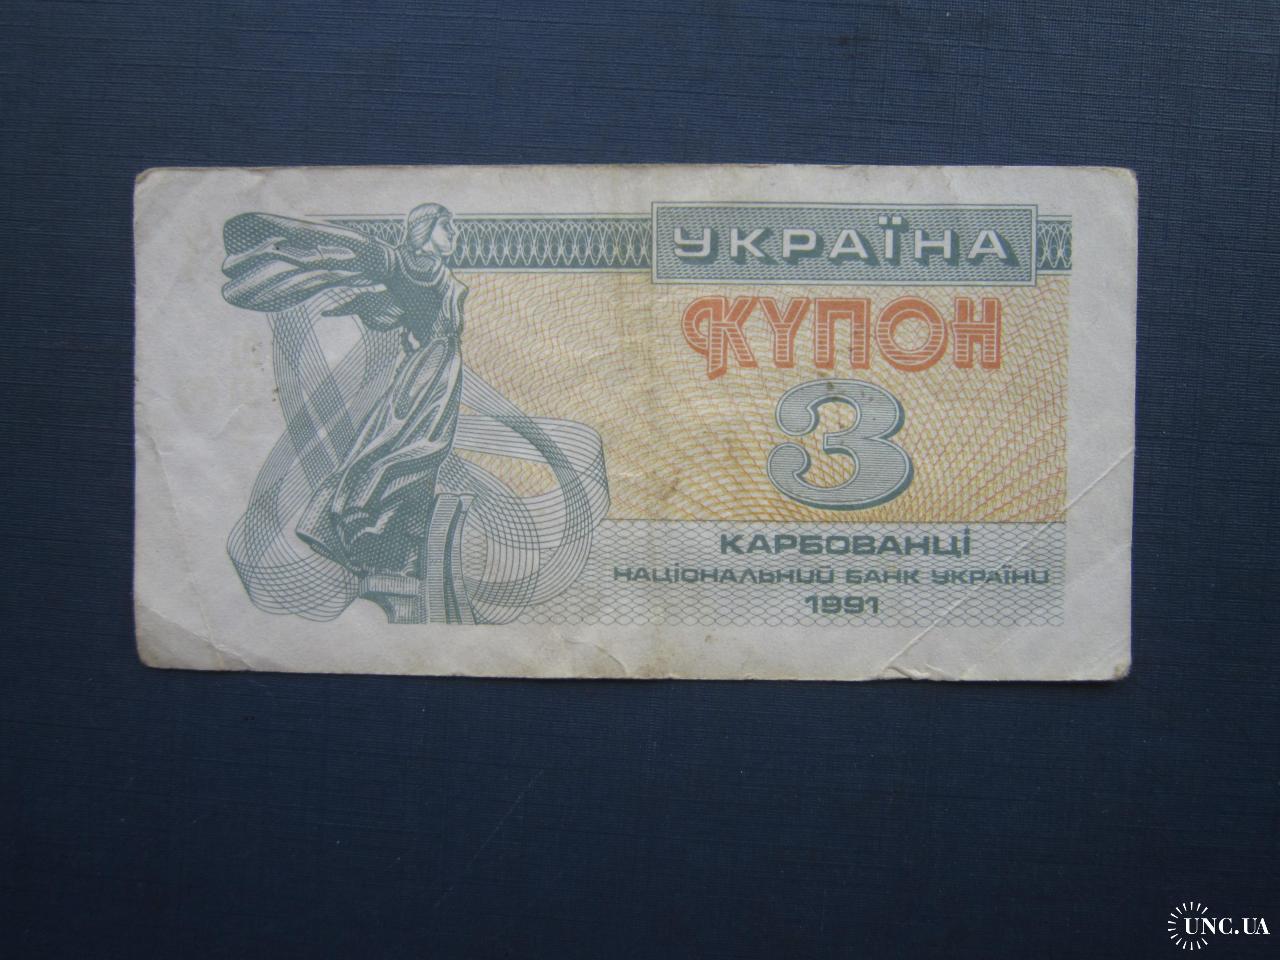 УКРАЇНА
КУПОН
3
КАРБОВАНЦІ
НАЦІОНАЛЬНИЙ БАНК УКРАЇНИ
1991
UNC.UA